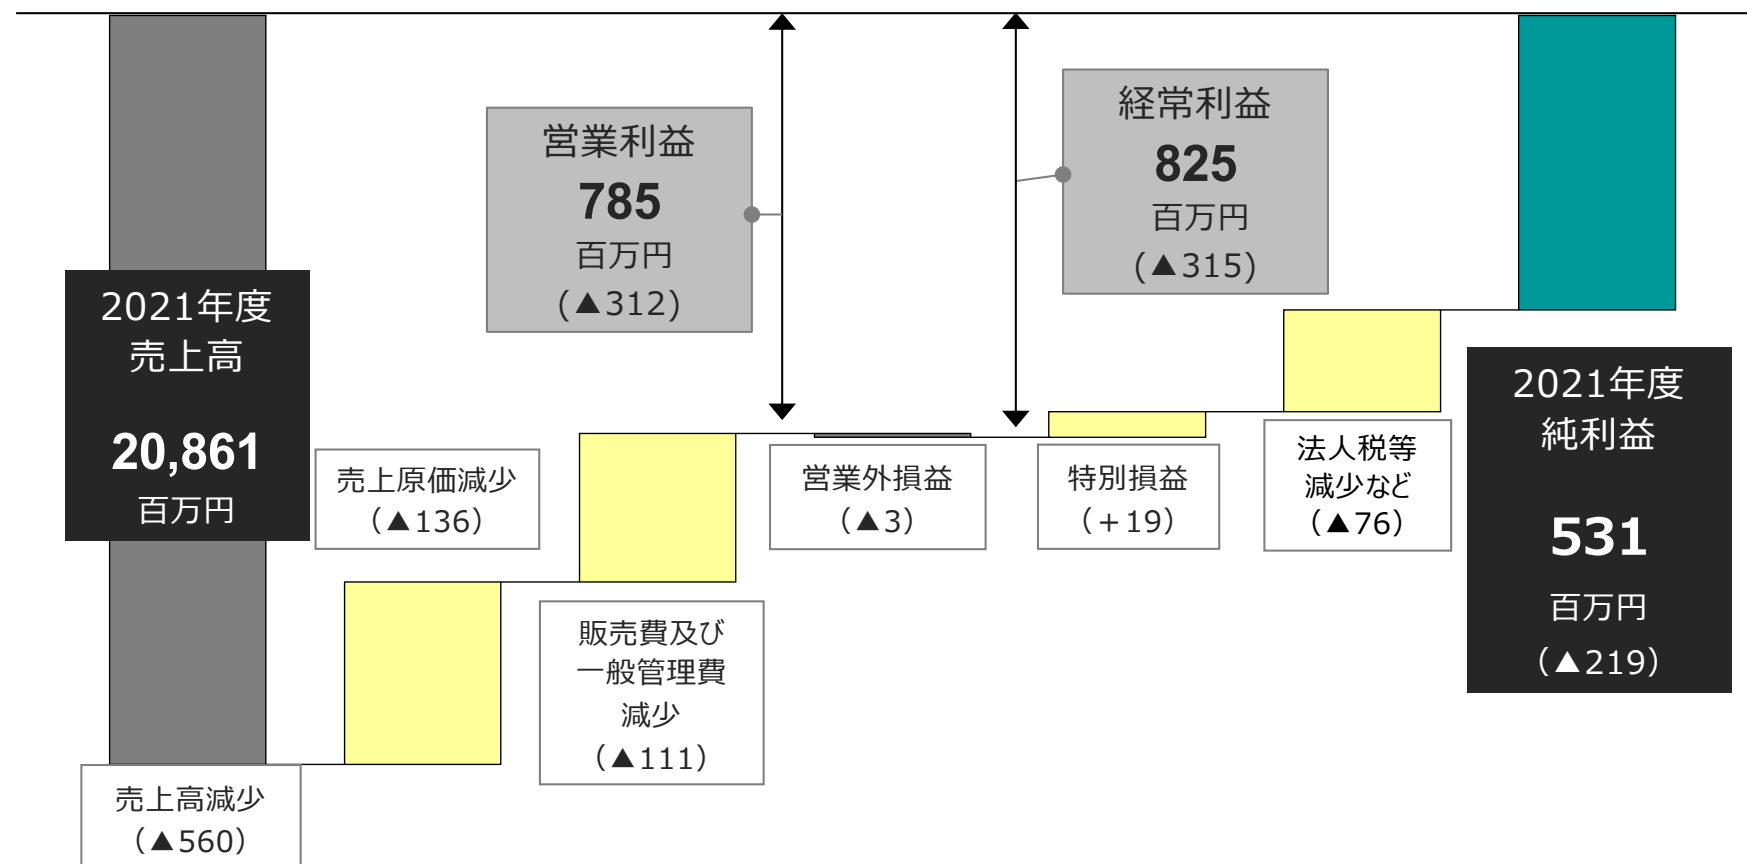 2021年度
売上高
20,861
百万円
売上高減少
（▲560）
売上原価減少
（▲136）
販売費及び
一般管理費
減少
（▲111）
営業利益
785
百万円
(▲312)
営業外損益
（▲3）
経常利益
825
百万円
(▲315)
特別損益
（＋19）
法人税等
減少など
（▲76）
2021年度
純利益
531
百万円
（▲219）